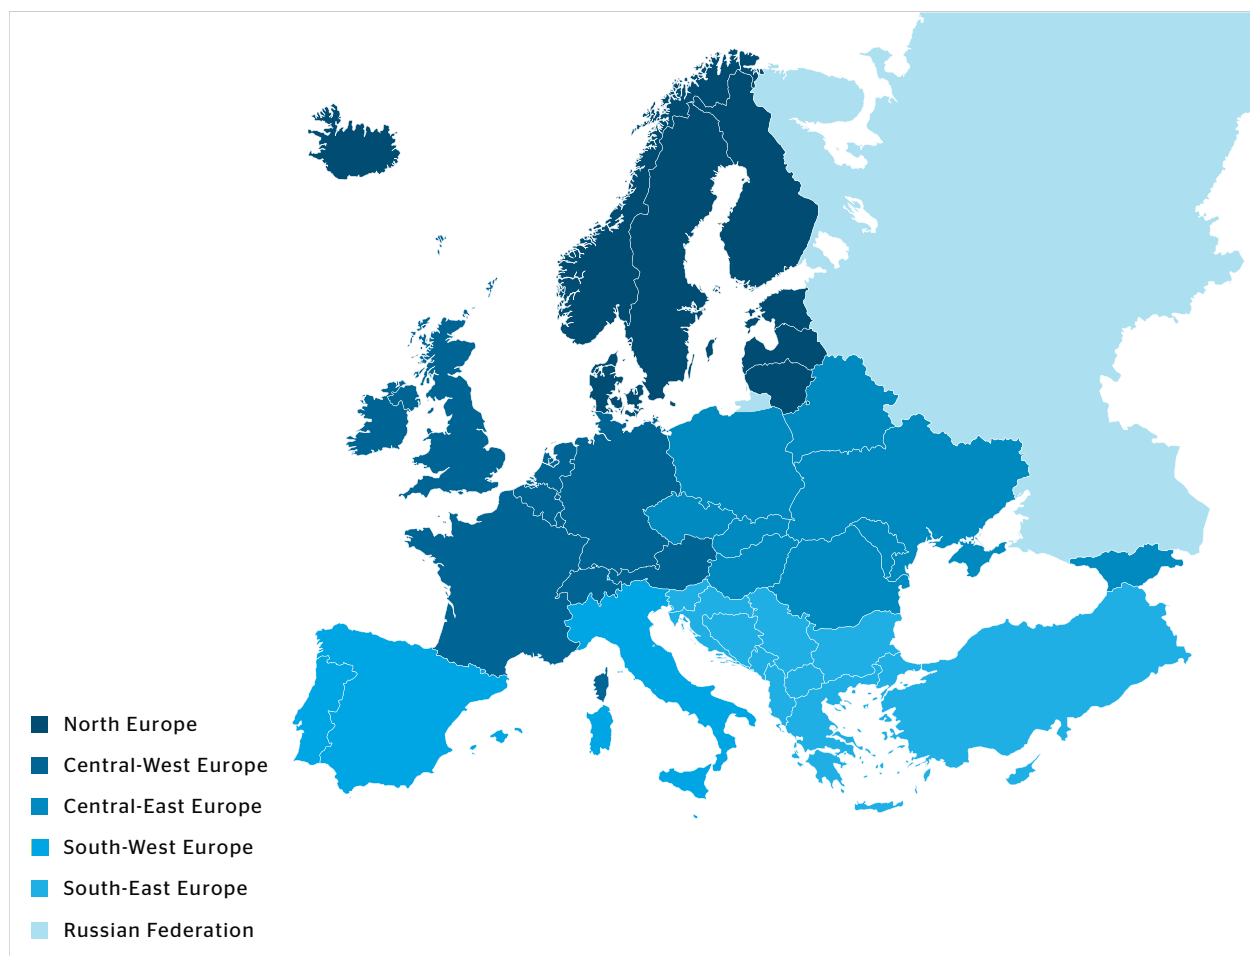 North Europe
Central-West Europe
Central-East Europe
South-West Europe
South-East Europe
Russian Federation